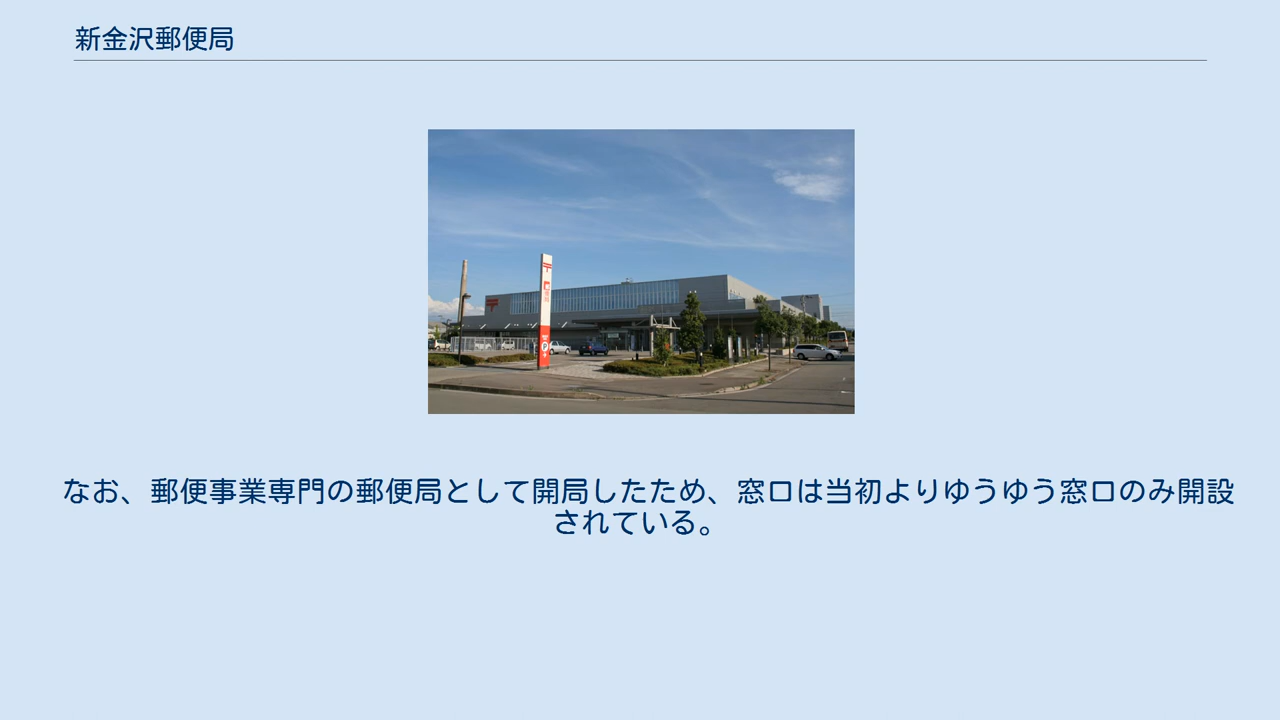 新金沢郵便局
なお、郵便事業専門の郵便局として開局したため、窓口は当初よりゆうゆう窓口のみ開設
されている。